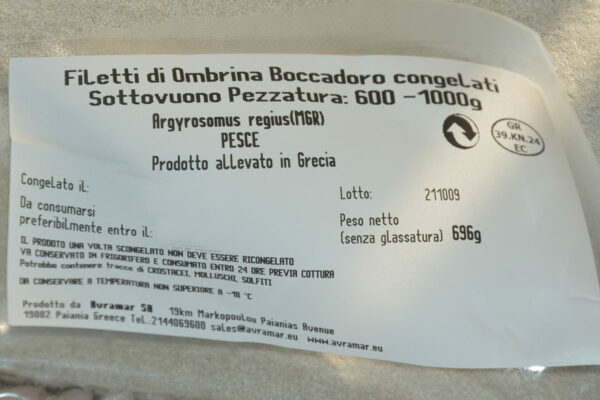 Filetti di Ombrina Boccadoro congelati
Sottovuono Pezzatura: 600 -1000g
Argyrosomus regius(MGR)
PESCE
Prodotto allevato in Grecia
GR
39.KN.24
EC
Congelato il:
Lotto: 211009
Da consumarsi
preferibilmente entro il:
Peso netto
(senza glassatura) 696g
IL PRODOTO UNA VOLTA SCONGELATO NON DEVE ESSERE RICONGELATO
VA CONSERVATO IN FRIGORIFERO E CONSUMATO ENTRO 24 ORE PREVIA COTTURA
Potrebbe contenero tracce di CROSTACEI, MOLLUSCHI, SOLFITI
DA CONSERVARE A TEMPERATURA NON SUPERIORE A -18 °C
Prodotto da Avramar SA 19km Markopoulou Paianias Avenue
19002 Paiania Greece Tel.:2144069600 sales@avramar.eu www.avramar.eu